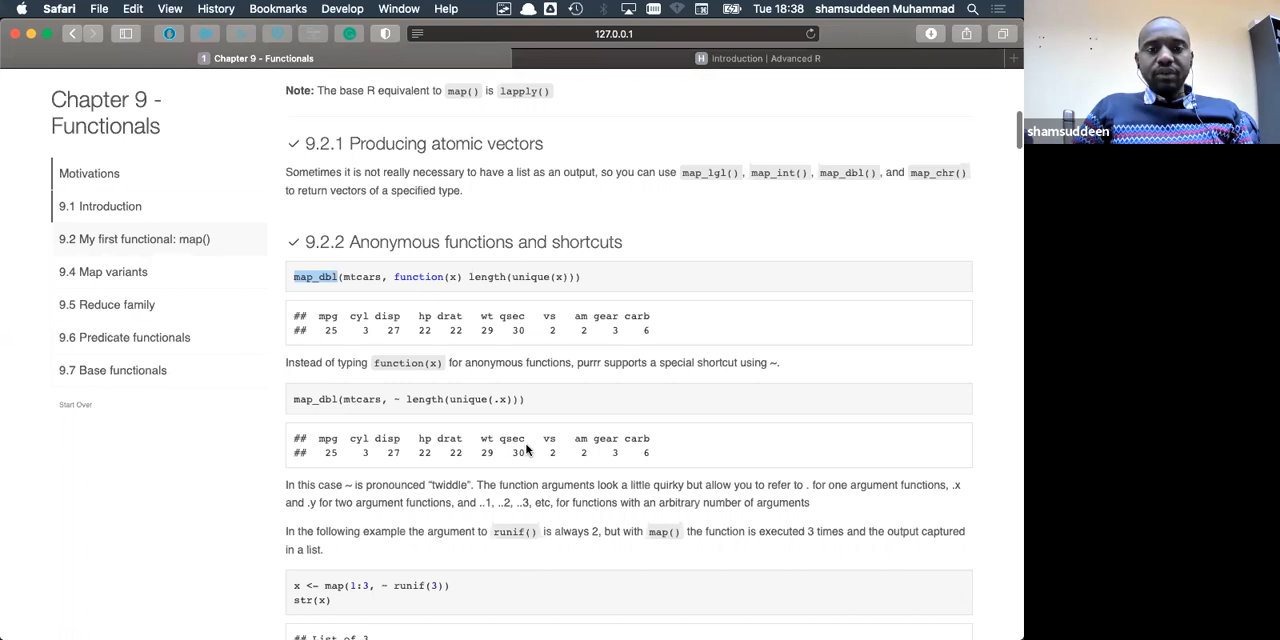 Safari File Edit View History Bookmarks Develop Window Help Tue 18:38 shamsuddeen Muhammad
127.0.0.1
1 Chapter 9 - Functionals
H Introduction | Advanced R
shamsuddeen
Chapter 9 -
Functionals
Motivations
9.1 Introduction
9.2 My first functional: map()
9.4 Map variants
9.5 Reduce family
9.6 Predicate functionals
9.7 Base functionals
Start Over
Note: The base R equivalent to map() is lapply()
✓ 9.2.1 Producing atomic vectors
Sometimes it is not really necessary to have a list as an output, so you can use map_lgl(), map_int(), map_dbl(), and map_chr()
to return vectors of a specified type.
✓ 9.2.2 Anonymous functions and shortcuts
map_dbl(mtcars, function(x) length(unique(x)))
## mpg cyl disp hp drat wt qsec vs am gear carb
## 25 3 27 22 22 29 30 2 2 3 6
Instead of typing function(x) for anonymous functions, purrr supports a special shortcut using ~.
map_dbl(mtcars, ~ length(unique(.x)))
## mpg cyl disp hp drat wt qsec vs am gear carb
## 25 3 27 22 22 29 30 2 2 3 6
In this case ~ is pronounced "twiddle". The function arguments look a little quirky but allow you to refer to . for one argument functions, .x
and .y for two argument functions, and ..1, ..2, ..3, etc, for functions with an arbitrary number of arguments
In the following example the argument to runif() is always 2, but with map() the function is executed 3 times and the output captured
in a list.
x <- map(1:3, ~ runif(3))
str(x)
## List of 3